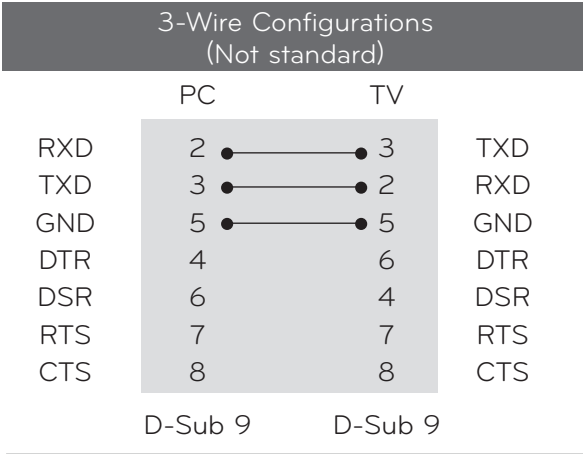 3-Wire Configurations
(Not standard)
PC TV
RXD 2 3 TXD
TXD 3 2 RXD
GND 5 5 GND
DTR 4 6 DTR
DSR 6 4 DSR
RTS 7 7 RTS
CTS 8 8 CTS
D-Sub 9 D-Sub 9